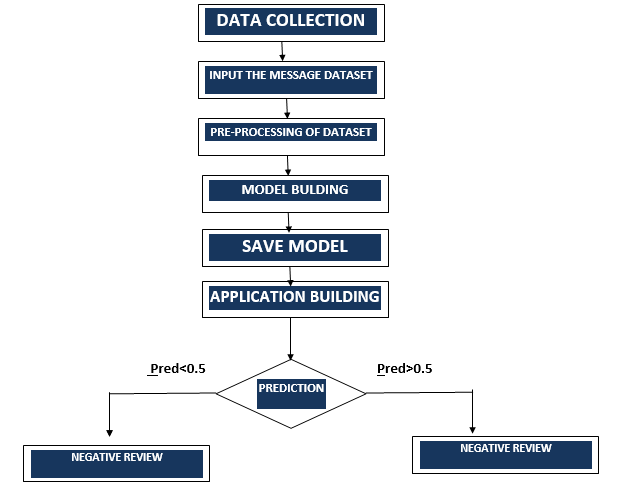 DATA COLLECTION
INPUT THE MESSAGE DATASET
PRE-PROCESSING OF DATASET
MODEL BULDING
SAVE MODEL
APPLICATION BUILDING
Pred<0.5
Pred>0.5
PREDICTION
NEGATIVE REVIEW
NEGATIVE REVIEW